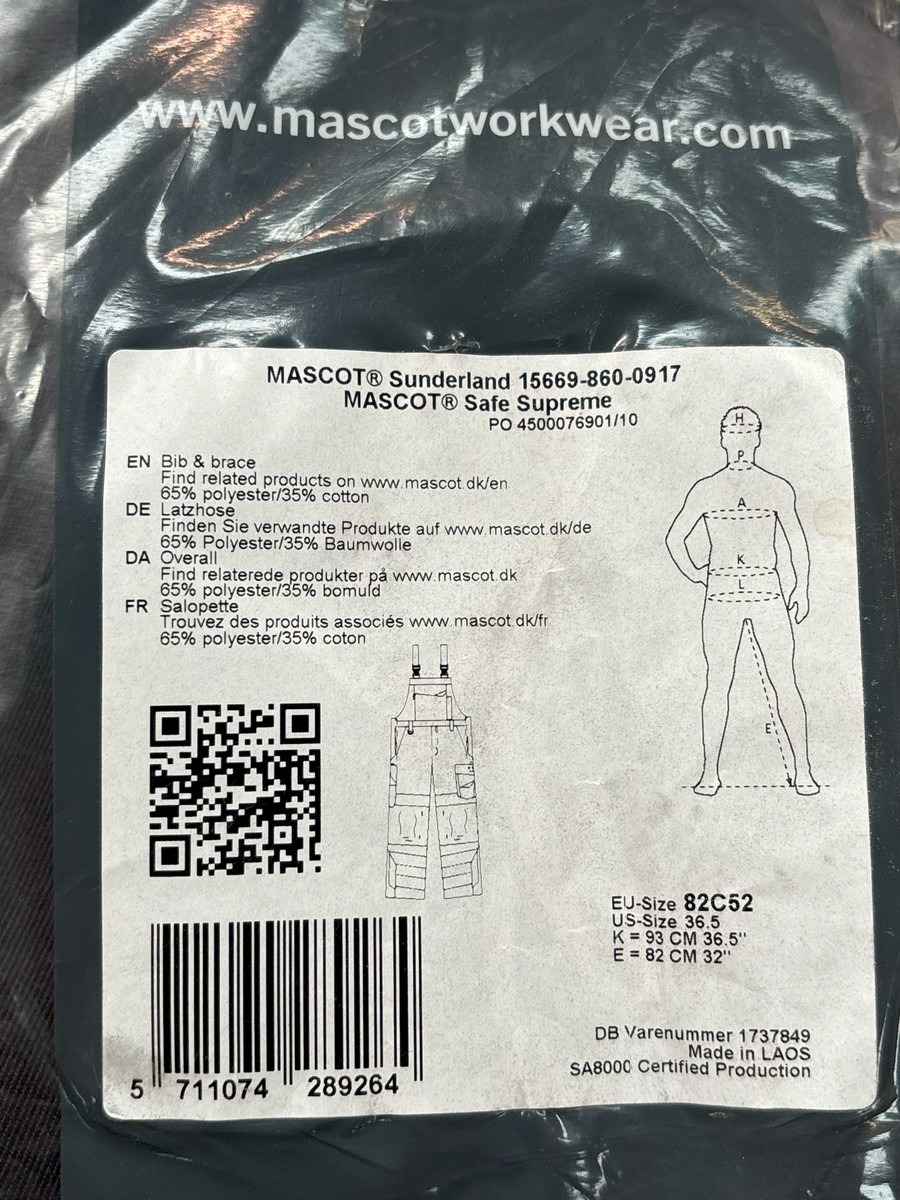 www.mascotworkwear.com
MASCOT® Sunderland 15669-860-0917
MASCOT® Safe Supreme
PO 4500076901/10
EN Bib & brace
Find related products on www.mascot.dk/en
65% polyester/35% cotton
DE Latzhose
Finden Sie verwandte Produkte auf www.mascot.dk/de
65% Polyester/35% Baumwolle
DA Overall
Find relaterede produkter på www.mascot.dk
65% polyester/35% bomuld
FR Salopette
Trouvez des produits associés www.mascot.dk/fr
65% polyester/35% coton
H
P
A
K
L
E
EU-Size 82C52
US-Size 36.5
K = 93 CM 36.5"
E = 82 CM 32"
DB Varenummer 1737849
Made in LAOS
SA8000 Certified Production
5 711074 289264